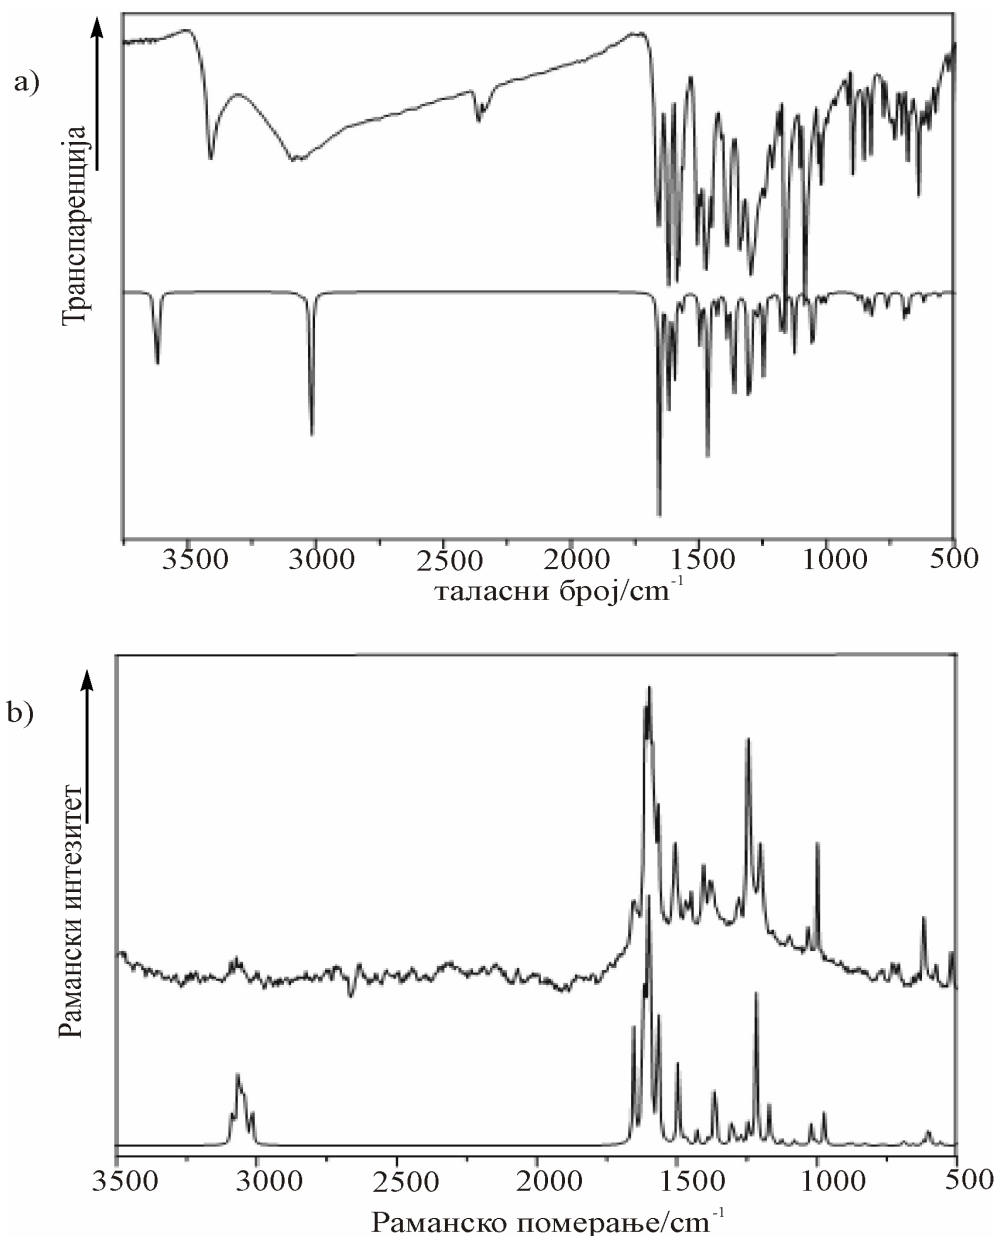 a)
Транспаренција
3500 3000 2500 2000 1500 1000 500
таласни број/cm⁻¹
b)
Рамански интезитет
3500 3000 2500 2000 1500 1000 500
Раманско померање/cm⁻¹